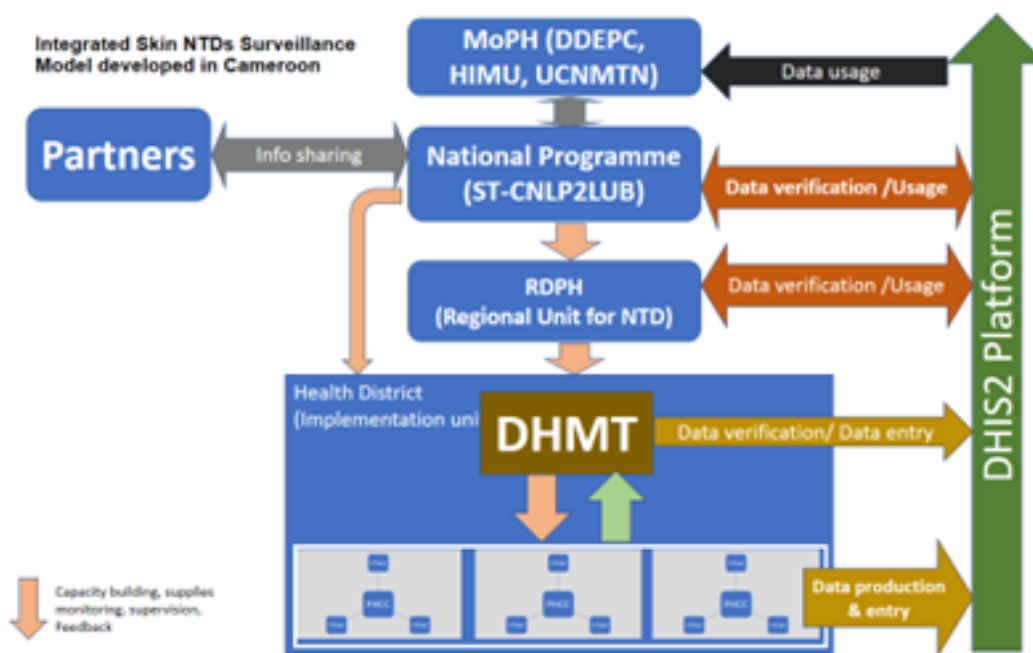 Integrated Skin NTDs Surveillance
Model developed in Cameroon
MoPH (DDEPC,
HIMU, UCNMTN)
Data usage
Partners
Info sharing
National Programme
(ST-CNLP2LUB)
Data verification /Usage
RDPH
(Regional Unit for NTD)
Data verification /Usage
DHIS2 Platform
Health District
(Implementation uni
DHMT
Data verification/ Data entry
PHCC
PHCC
PHCC
Data production
& entry
Capacity building, supplies
monitoring, supervision,
Feedback